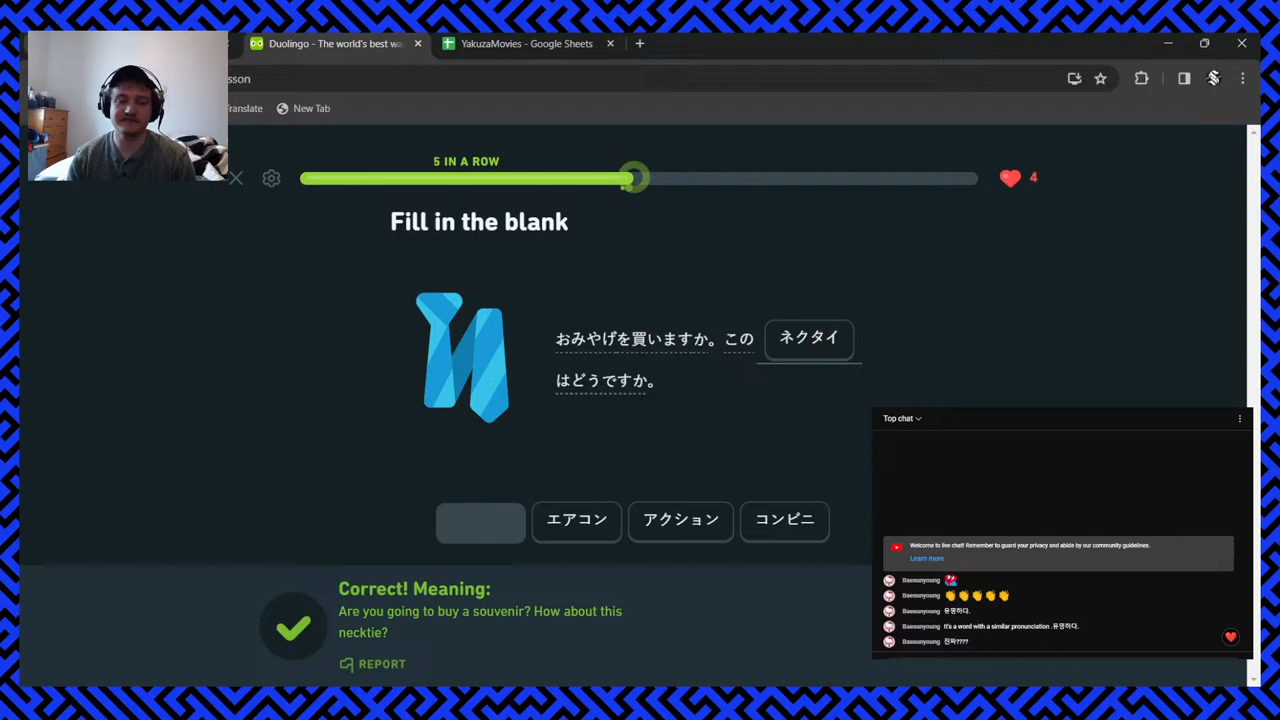 Duolingo - The world's best wa
YakuzaMovies - Google Sheets
sson
Translate
New Tab
5 IN A ROW
4
Fill in the blank
おみやげを買いますか。この ネクタイ
はどうですか。
エアコン
アクション
コンビニ
Correct! Meaning:
Are you going to buy a souvenir? How about this
necktie?
REPORT
Top chat
Welcome to live chat! Remember to guard your privacy and abide by our community guidelines.
Learn more
Baesunyoung
Baesunyoung
Baesunyoung 유명하다.
Baesunyoung It's a word with a similar pronunciation .유명하다.
Baesunyoung 진짜????